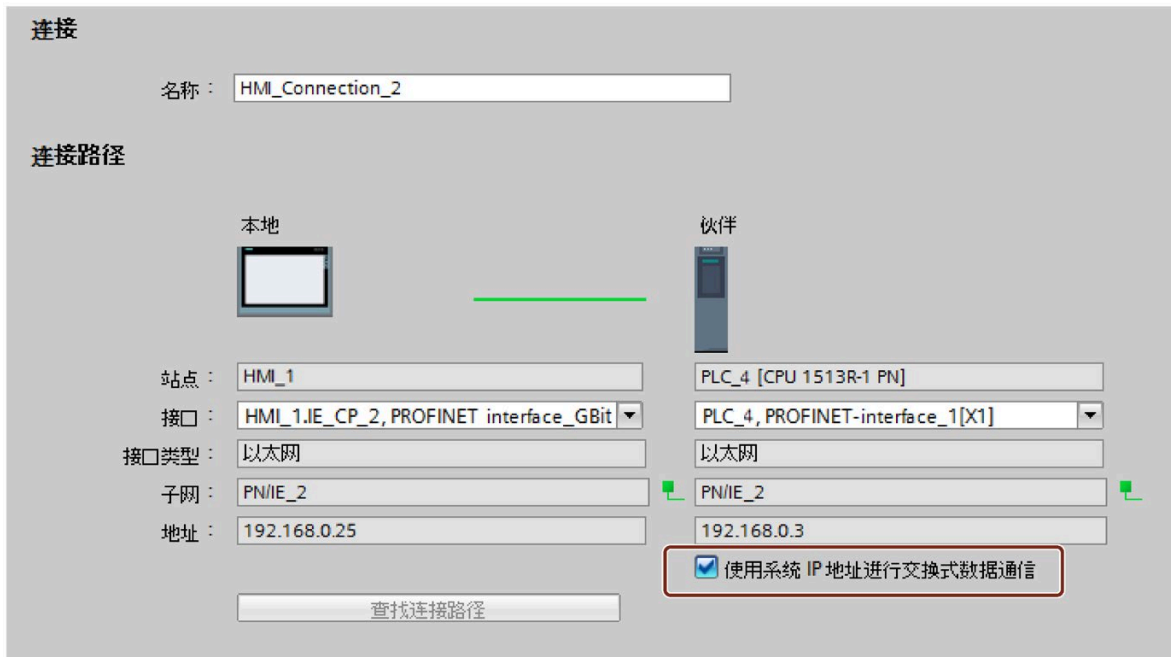 连接
名称： HMI_Connection_2
连接路径
本地 伙伴
站点： HMI_1 PLC_4 [CPU 1513R-1 PN]
接口： HMI_1.IE_CP_2, PROFINET interface_GBit PLC_4, PROFINET-interface_1[X1]
接口类型： 以太网 以太网
子网： PN/IE_2 PN/IE_2
地址： 192.168.0.25 192.168.0.3
使用系统 IP 地址进行交换式数据通信
查找连接路径